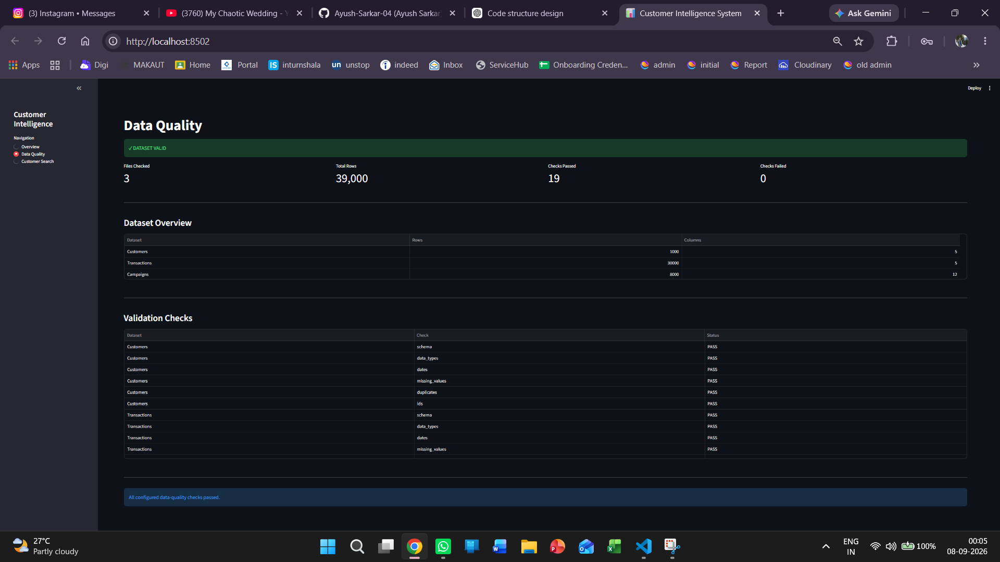 (3) Instagram • Messages
(3760) My Chaotic Wedding -
Ayush-Sarkar-04 (Ayush Sarkar
Code structure design
Customer Intelligence System
Ask Gemini
http://localhost:8502
Apps
Digi
MAKAUT
Home
Portal
IS inturnshala
un unstop
indeed
Inbox
ServiceHub
Onboarding Creden...
admin
initial
Report
Cloudinary
old admin
Deploy
Customer
Intelligence
Navigation
Overview
Data Quality
Customer Search
Data Quality
✓ DATASET VALID
Files Checked Total Rows Checks Passed Checks Failed
3 39,000 19 0
Dataset Overview
Dataset Rows Columns
Customers 1000 5
Transactions 30000 5
Campaigns 8000 12
Validation Checks
Dataset Check Status
Customers schema PASS
Customers data_types PASS
Customers dates PASS
Customers missing_values PASS
Customers duplicates PASS
Customers ids PASS
Transactions schema PASS
Transactions data_types PASS
Transactions dates PASS
Transactions missing_values PASS
All configured data-quality checks passed.
27°C
Partly cloudy
ENG
IN
100%
00:05
08-09-2026